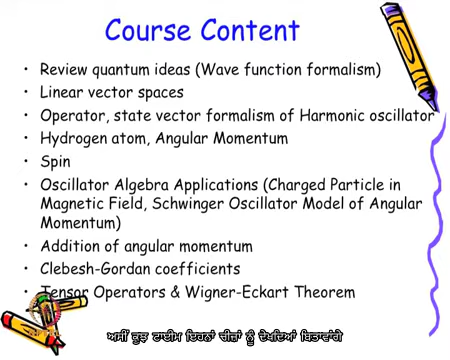 Course Content
• Review quantum ideas (Wave function formalism)
• Linear vector spaces
• Operator, state vector formalism of Harmonic oscillator
• Hydrogen atom, Angular Momentum
• Spin
• Oscillator Algebra Applications (Charged Particle in
Magnetic Field, Schwinger Oscillator Model of Angular
Momentum)
• Addition of angular momentum
• Clebesh-Gordan coefficients
• Tensor Operators & Wigner-Eckart Theorem
ਅਸੀਂ ਕੁਝ ਟਾਈਮ ਇਹਨਾਂ ਚੀਜ਼ਾਂ ਨੂੰ ਦੇਖਦਿਆਂ ਬਿਤਾਵਾਂਗੇ